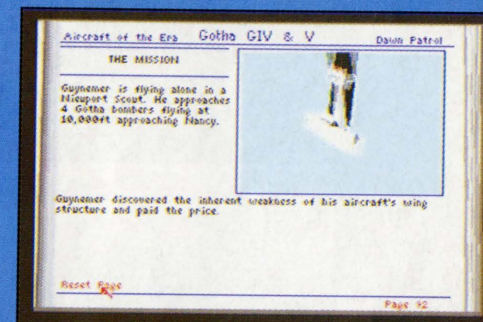 Aircraft of the Era Gotha GIV & V Dawn Patrol
THE MISSION
Guynemer is flying alone in a
Nieuport Scout. He approaches
4 Gotha bombers flying at
10,000ft approaching Nancy.
Guynemer discovered the inherent weakness of his aircraft's wing
structure and paid the price.
Reset Page
Page 92